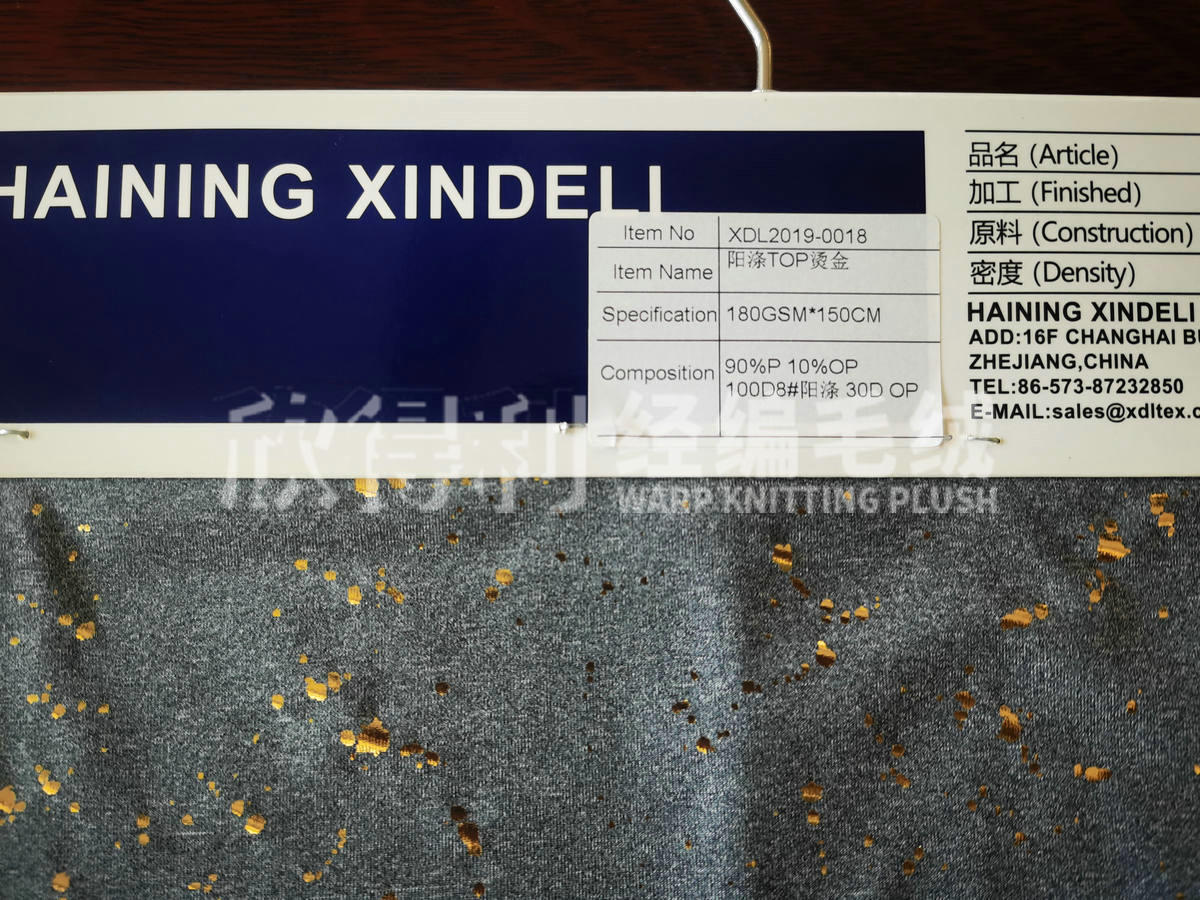 HAINING XINDELI
Item No XDL2019-0018
Item Name 阳涤TOP烫金
Specification 180GSM*150CM
Composition 90%P 10%OP
100D8#阳涤 30D OP
品名 (Article)
加工 (Finished)
原料 (Construction)
密度 (Density)
HAINING XINDELI
ADD:16F CHANGHAI
ZHEJIANG,CHINA
TEL:86-573-87232850
E-MAIL:sales@xdltex.c
欣得利 经编毛绒
WARP KNITTING PLUSH